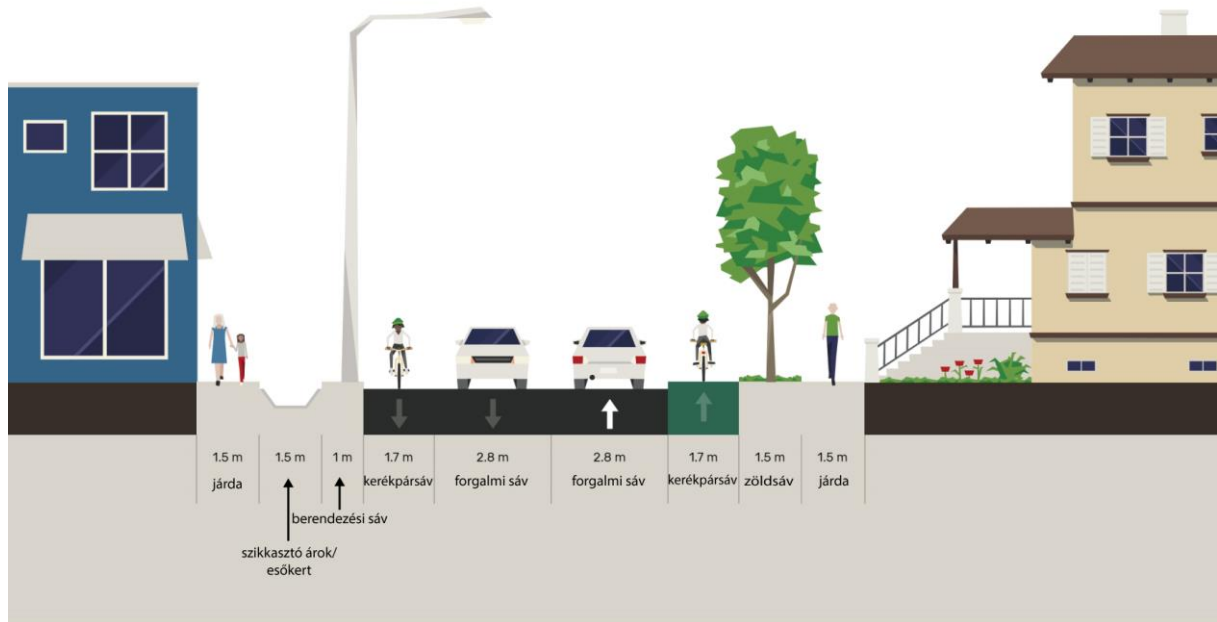 1.5 m
járda
1.5 m
1 m
1.7 m
kerékpársáv
2.8 m
forgalmi sáv
2.8 m
forgalmi sáv
1.7 m
kerékpársáv
1.5 m
zöldsáv
1.5 m
járda
berendezési sáv
szikkasztó árok/
esőkert